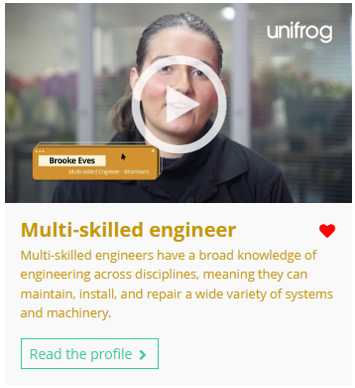 unifrog
Brooke Eves
Multi-skilled Engineer - Morrisons
Multi-skilled engineer
Multi-skilled engineers have a broad knowledge of
engineering across disciplines, meaning they can
maintain, install, and repair a wide variety of systems
and machinery.
Read the profile